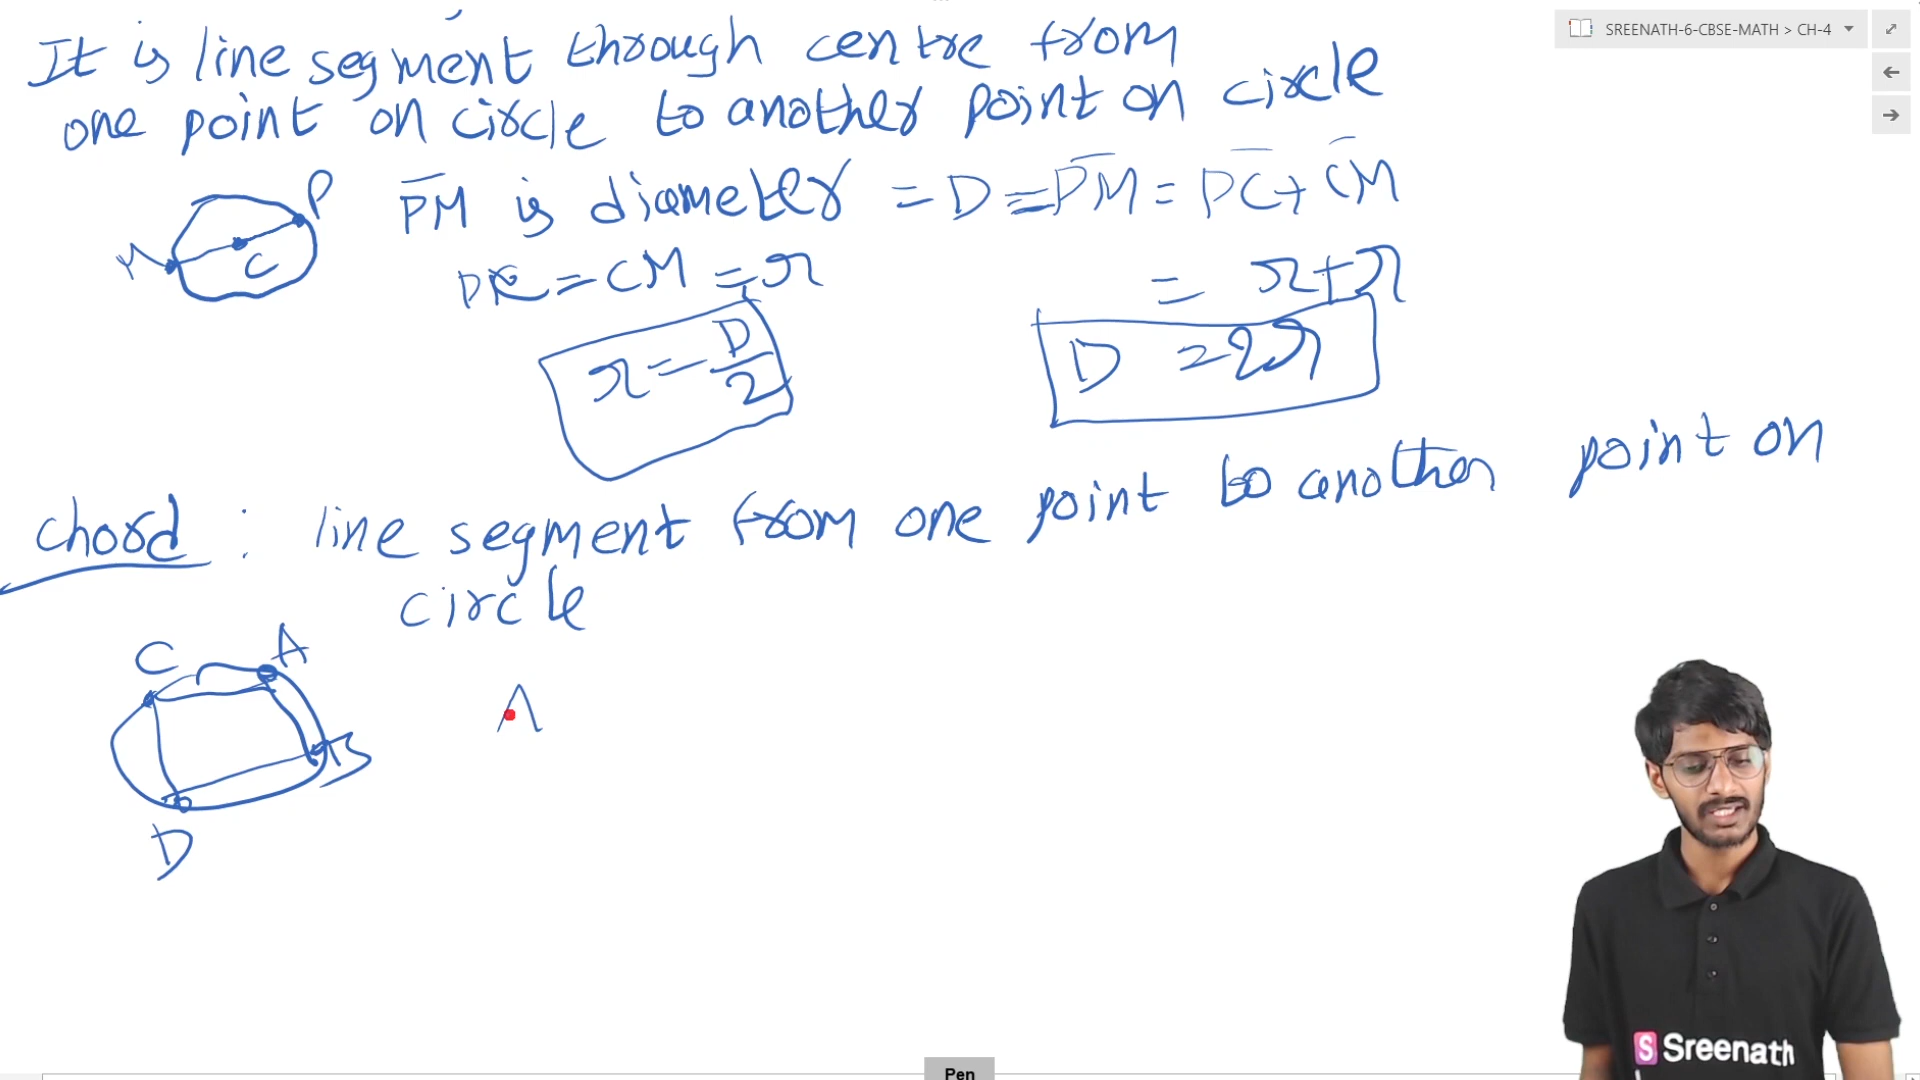 SREENATH-6-CBSE-MATH > CH-4
It is line segment through centre from
one point on circle to another point on circle
P
M
C
PM is diameter = D = PM = PC + CM
PC = CM = r
= r + r
r = D/2
D = 2r
chord : line segment from one point to another point on
circle
C A
B
D
A
S Sreenath
Pen